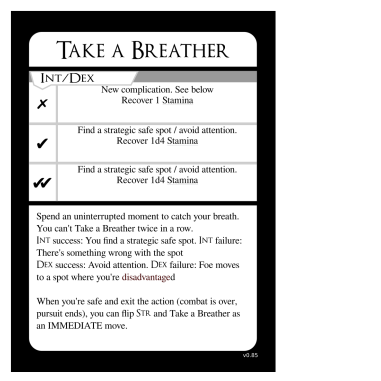 TAKE A BREATHER
INT/DEX
✗
New complication. See below
Recover 1 Stamina
✔
Find a strategic safe spot / avoid attention.
Recover 1d4 Stamina
✔✔
Find a strategic safe spot / avoid attention.
Recover 1d4 Stamina
Spend an uninterrupted moment to catch your breath.
You can't Take a Breather twice in a row.
INT success: You find a strategic safe spot. INT failure:
There's something wrong with the spot
DEX success: Avoid attention. DEX failure: Foe moves
to a spot where you're disadvantaged
When you're safe and exit the action (combat is over,
pursuit ends), you can flip STR and Take a Breather as
an IMMEDIATE move.
v0.85